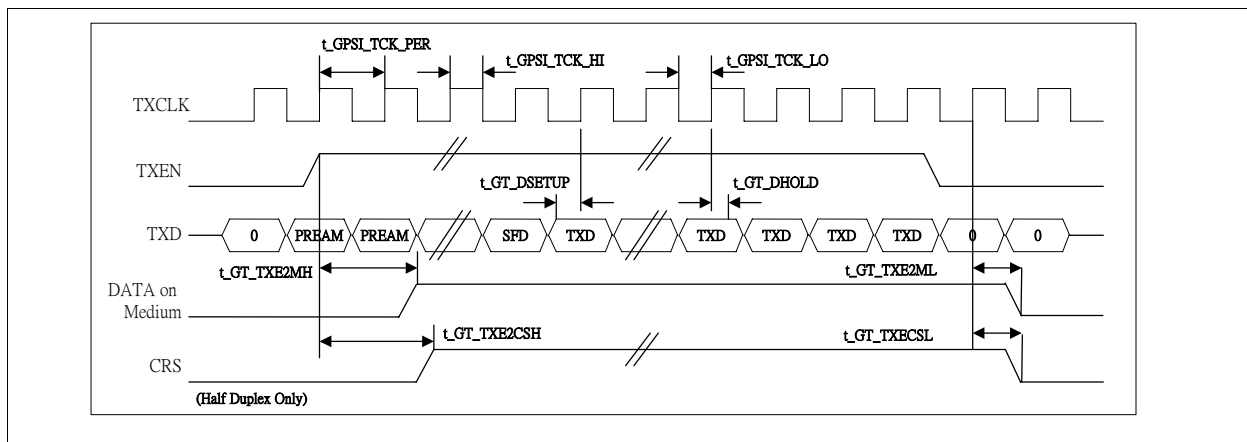 t_GPSI_TCK_PER
t_GPSI_TCK_HI
t_GPSI_TCK_LO
TXCLK
TXEN
t_GT_DSETUP
t_GT_DHOLD
TXD
0
PREAM
PREAM
SFD
TXD
TXD
TXD
TXD
TXD
0
0
t_GT_TXE2MH
t_GT_TXE2ML
DATA on
Medium
t_GT_TXE2CSH
t_GT_TXECSL
CRS
(Half Duplex Only)